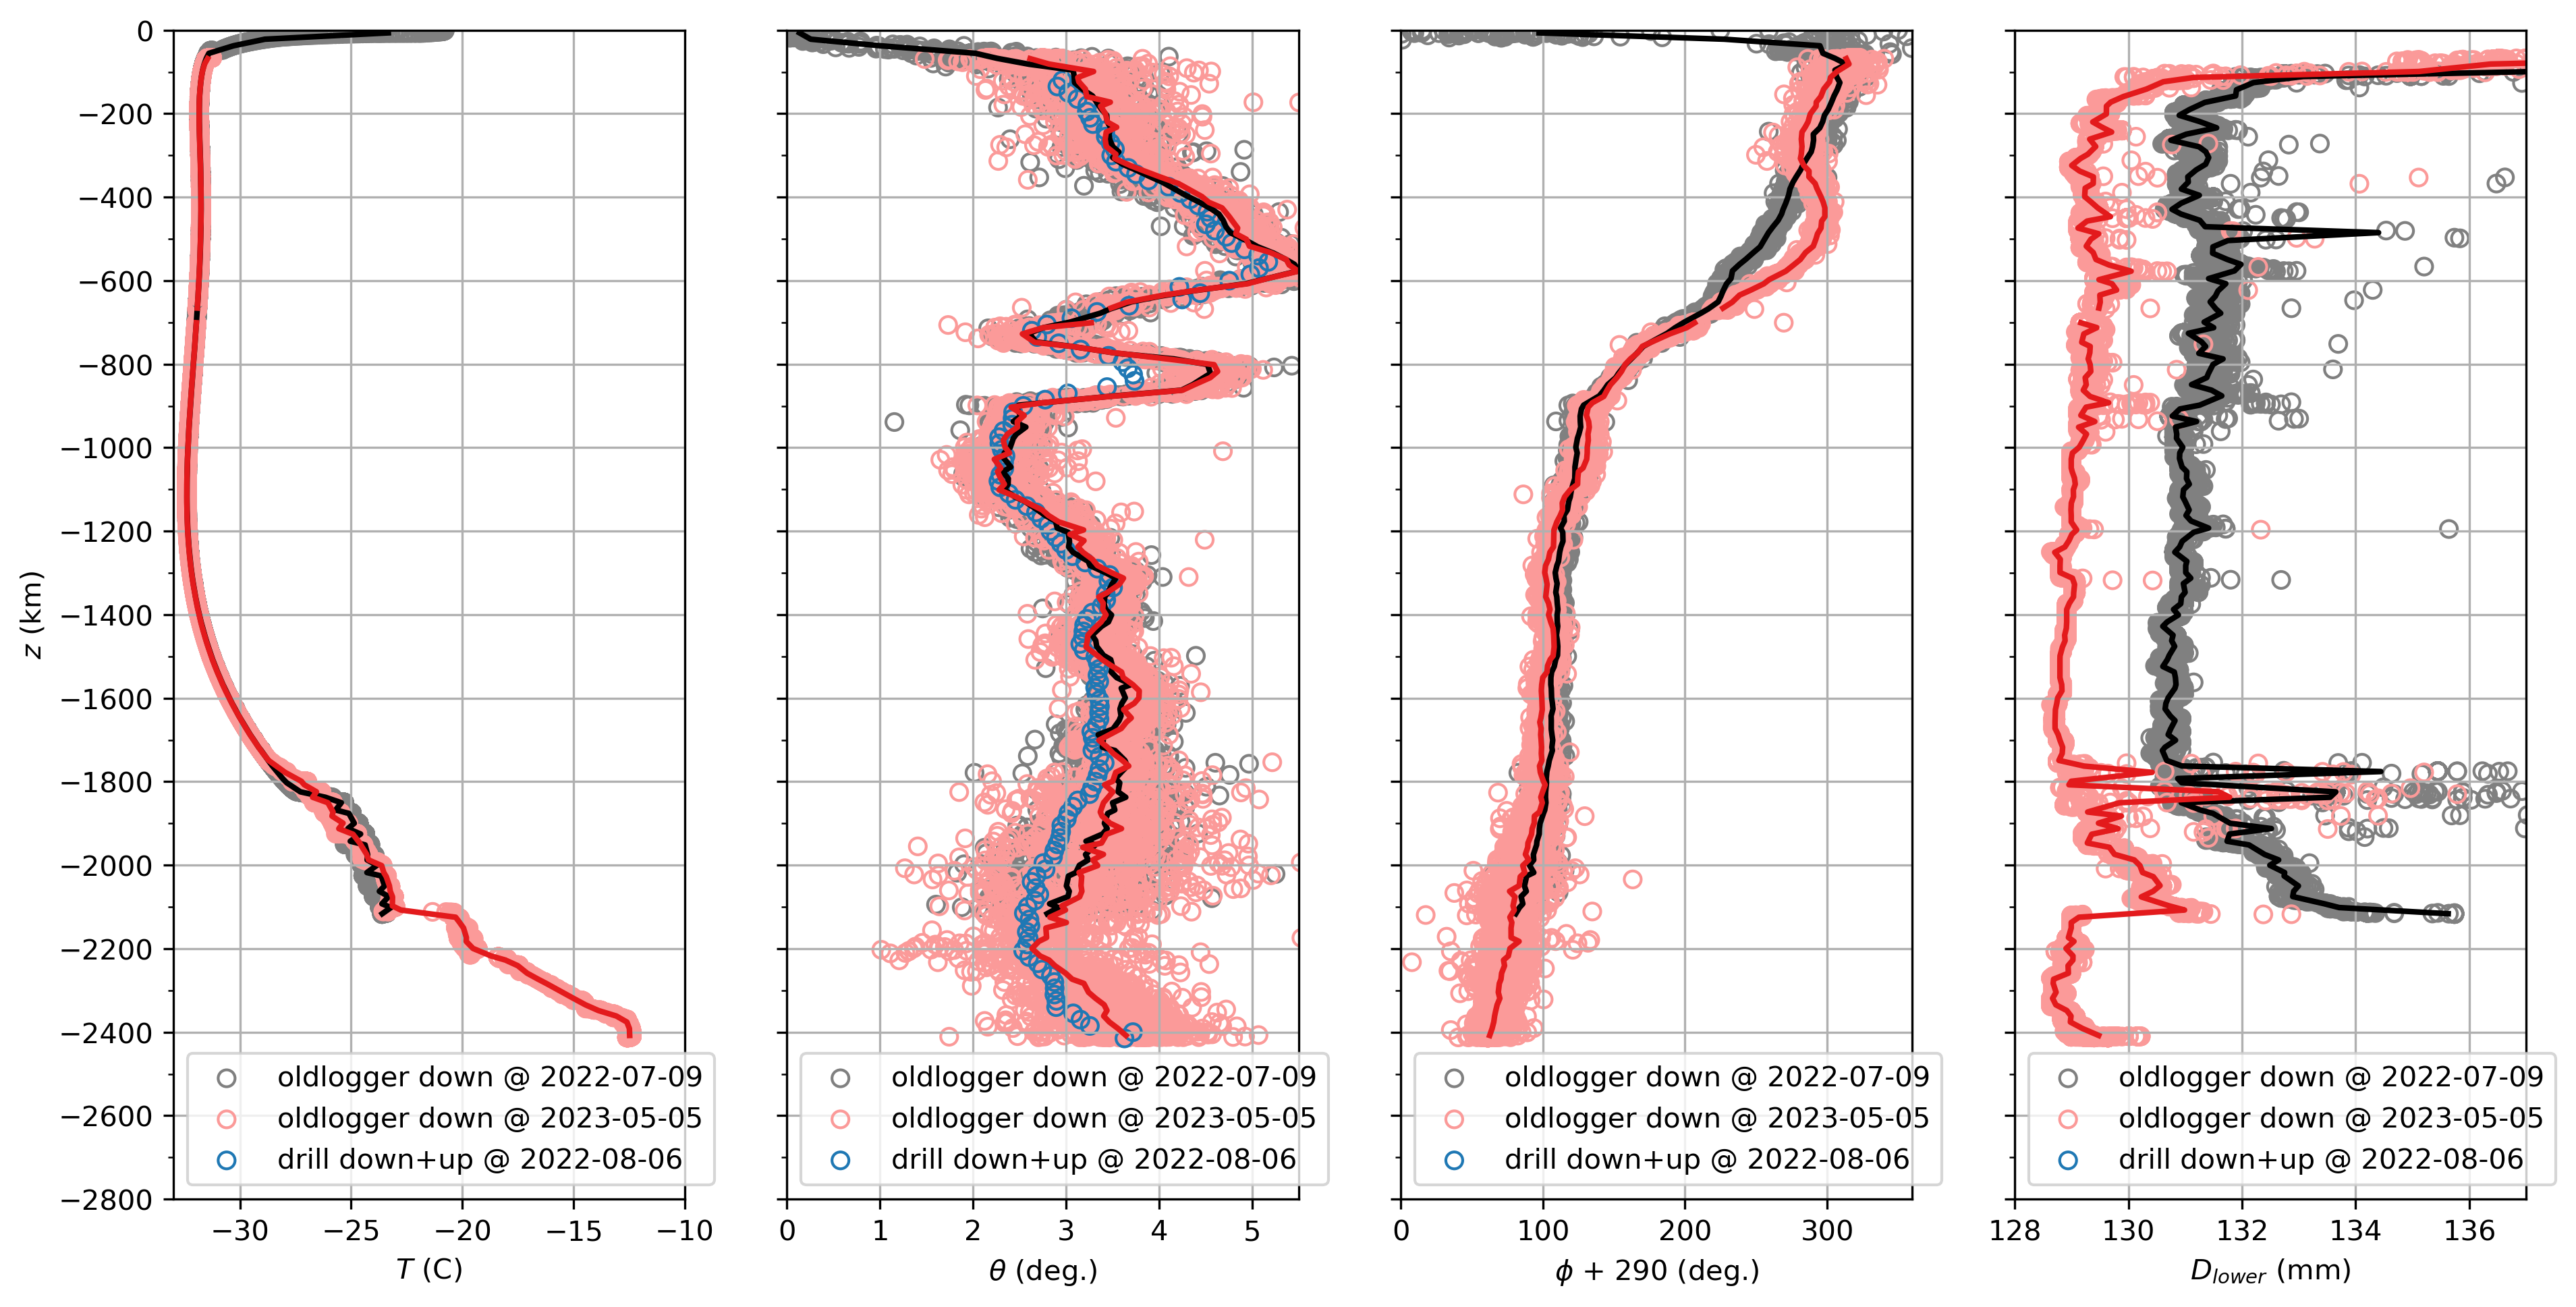 0
−200
−400
−600
−800
−1000
−1200
−1400
−1600
−1800
−2000
−2200
−2400
−2600
−2800
z (km)
−30 −25 −20 −15 −10
T (C)
oldlogger down @ 2022-07-09
oldlogger down @ 2023-05-05
drill down+up @ 2022-08-06
0 1 2 3 4 5
θ (deg.)
oldlogger down @ 2022-07-09
oldlogger down @ 2023-05-05
drill down+up @ 2022-08-06
0 100 200 300
ϕ + 290 (deg.)
oldlogger down @ 2022-07-09
oldlogger down @ 2023-05-05
drill down+up @ 2022-08-06
128 130 132 134 136
D_lower (mm)
oldlogger down @ 2022-07-09
oldlogger down @ 2023-05-05
drill down+up @ 2022-08-06